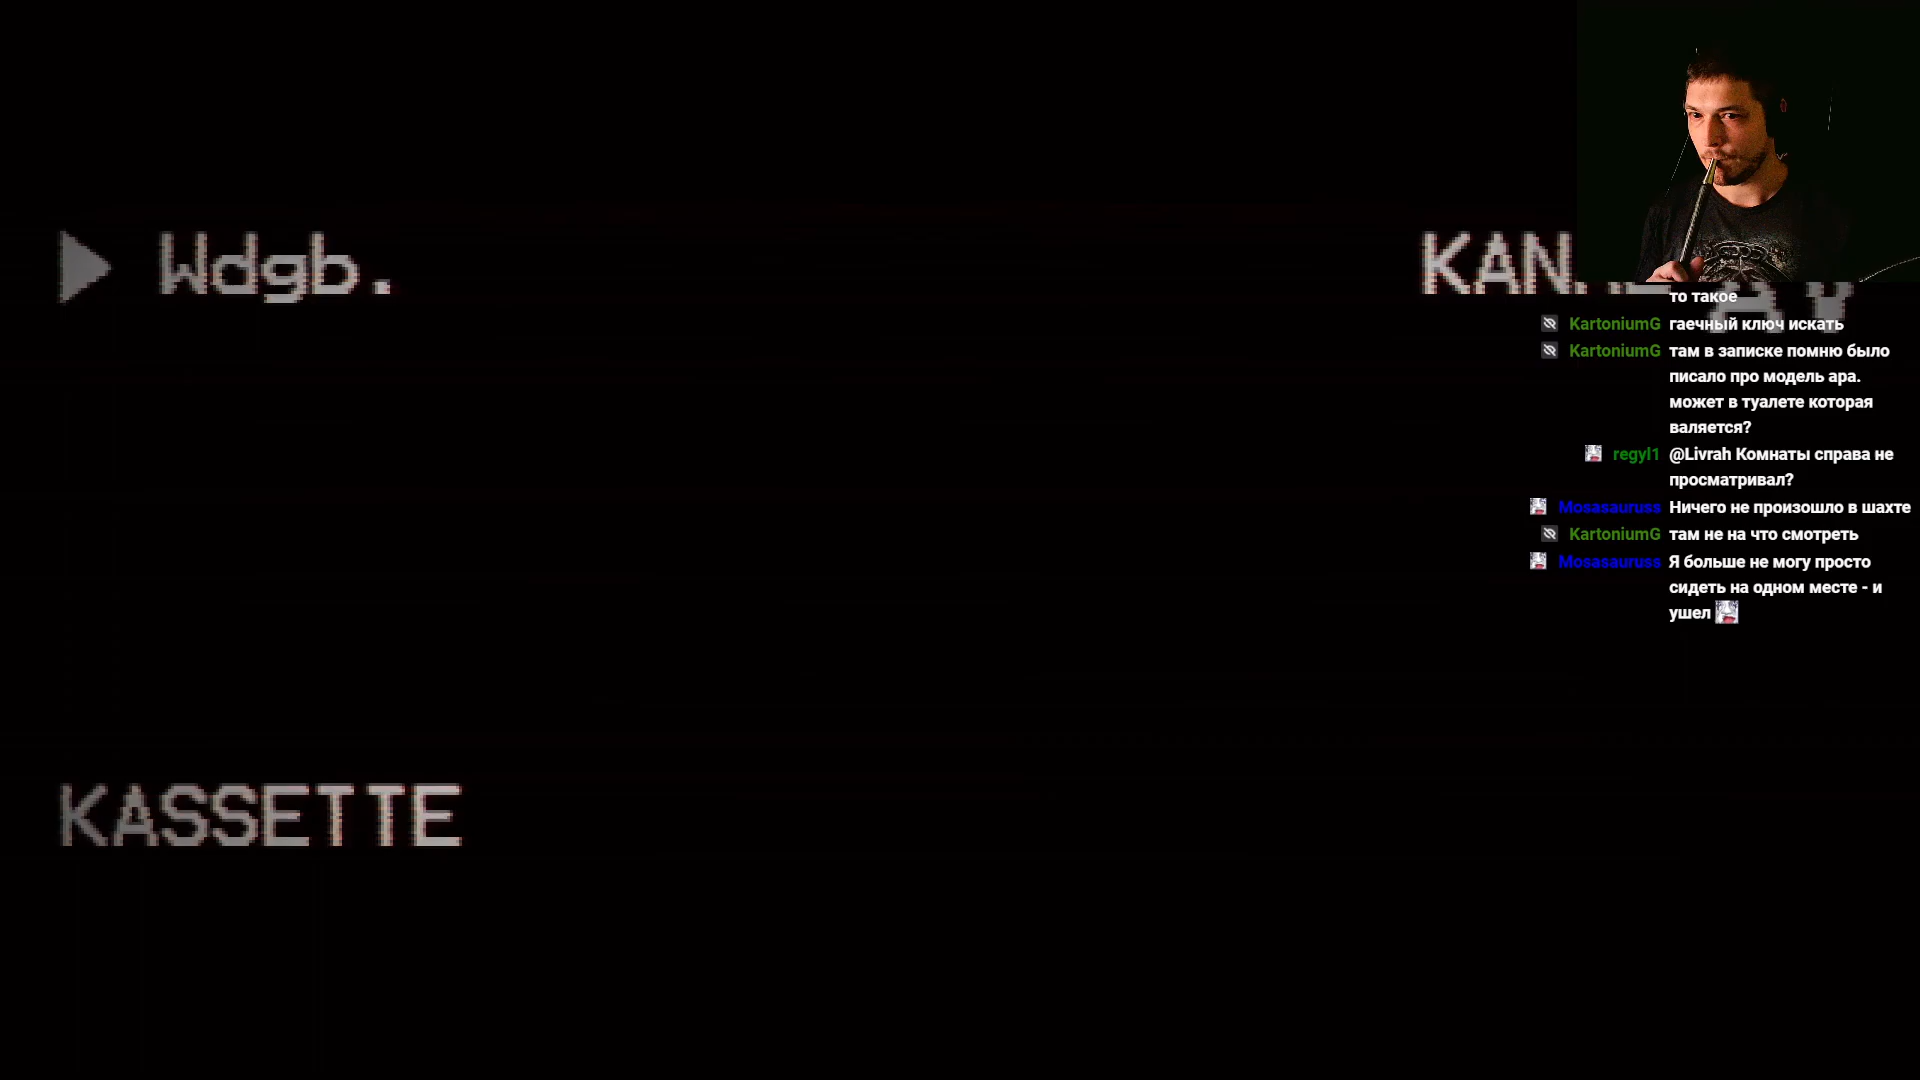 Wdgb.
KAN.
KASSETTE
то такое
KartoniumG гаечный ключ искать
KartoniumG там в записке помню было
писало про модель ара.
может в туалете которая
валяется?
regyl1 @Livrah Комнаты справа не
просматривал?
Mosasauruss Ничего не произошло в шахте
KartoniumG там не на что смотреть
Mosasauruss Я больше не могу просто
сидеть на одном месте - и
ушел